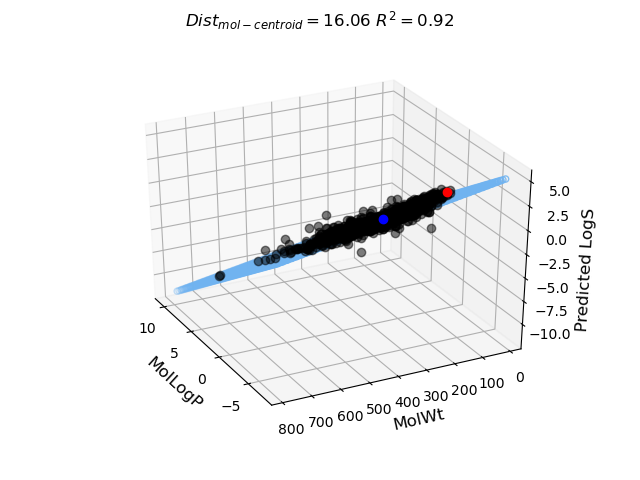 Dist_{mol-centroid} = 16.06 R^2 = 0.92
5.0
2.5
0.0
−2.5
−5.0
−7.5
−10.0
Predicted LogS
10
5
0
−5
MolLogP
800 700 600 500 400 300 200 100 0
MolWt